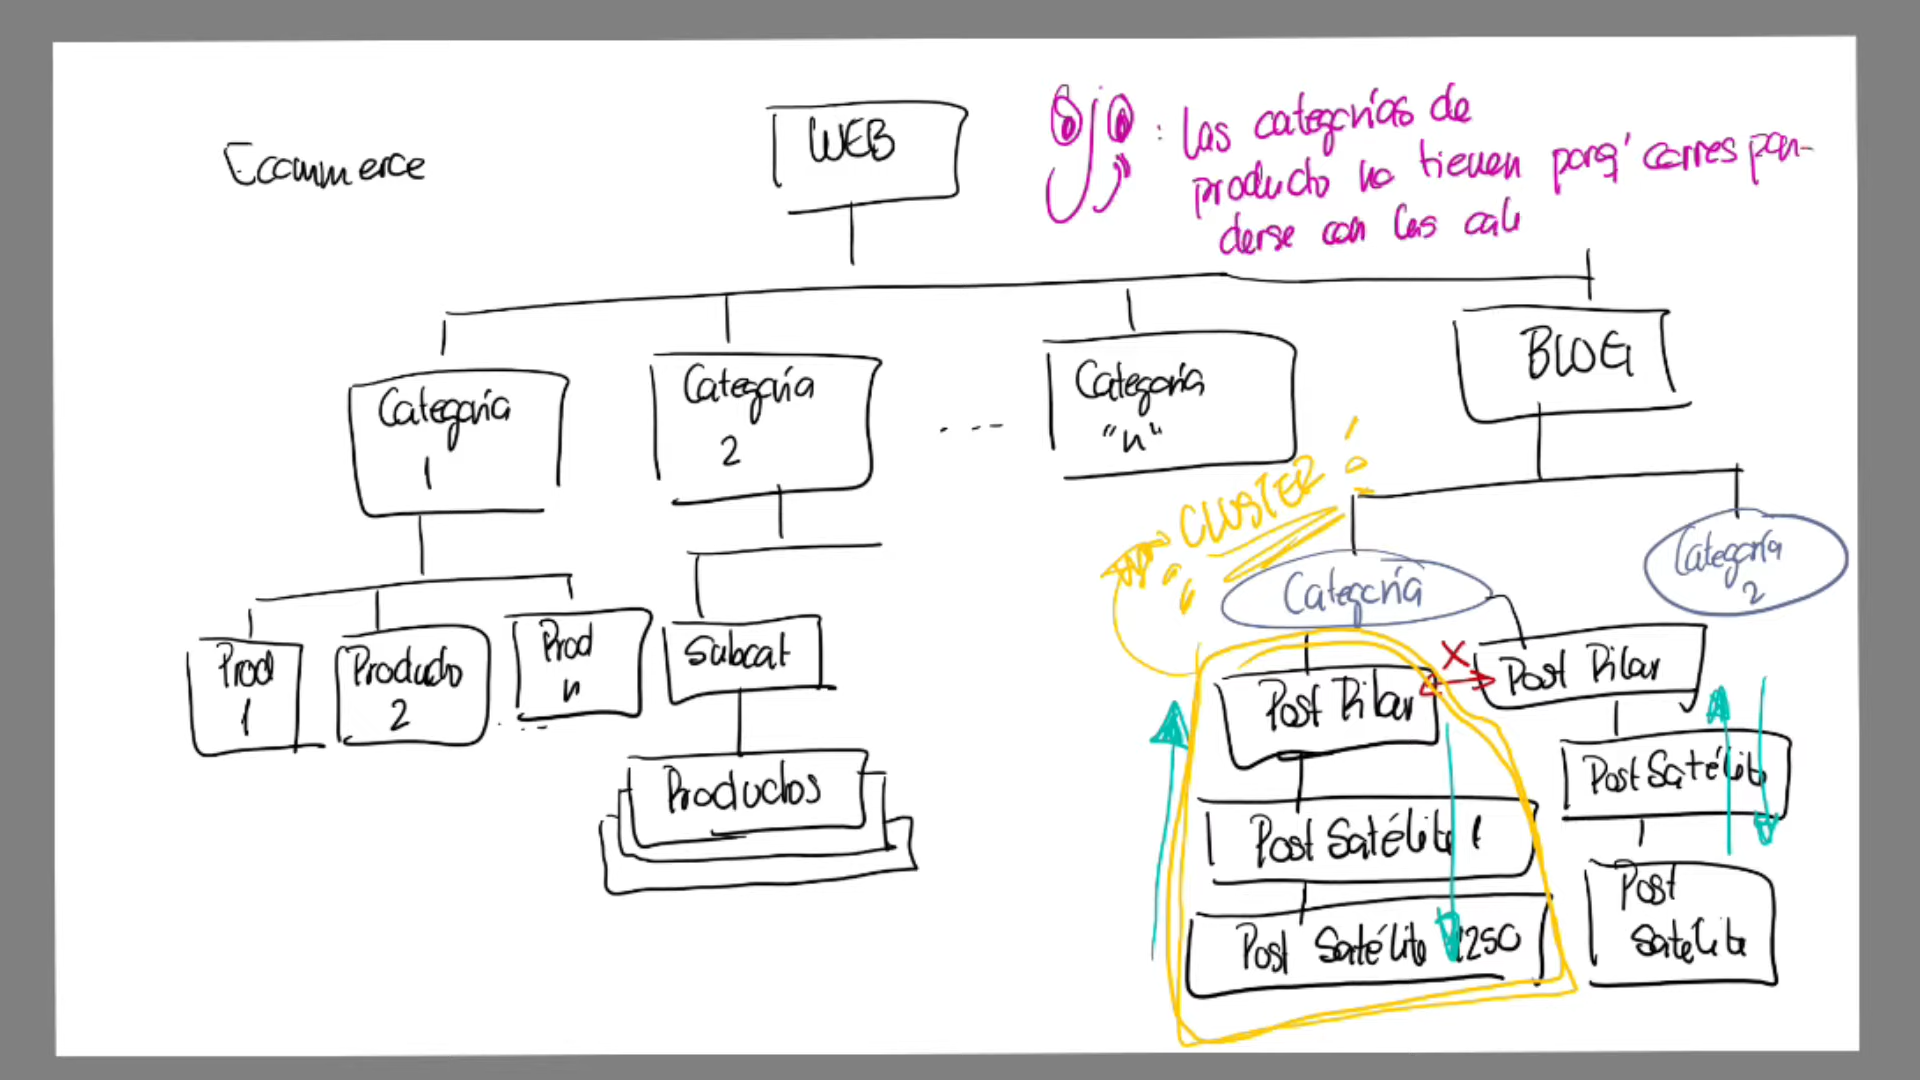 Ecommerce
WEB
Ojo: Las categorías de
producto no tienen porq' correspon-
derse con las cat
Categoría
1
Categoría
2
...
Categoría
"n"
BLOG
CLUSTER
Categoría
Categoría
2
Prod
1
Producto
2
Prod
n
...
Subcat
Productos
Post Pilar
X
Post Pilar
Post Satélite 1
Post Satélite
Post Satélite 1250
Post
Satélite